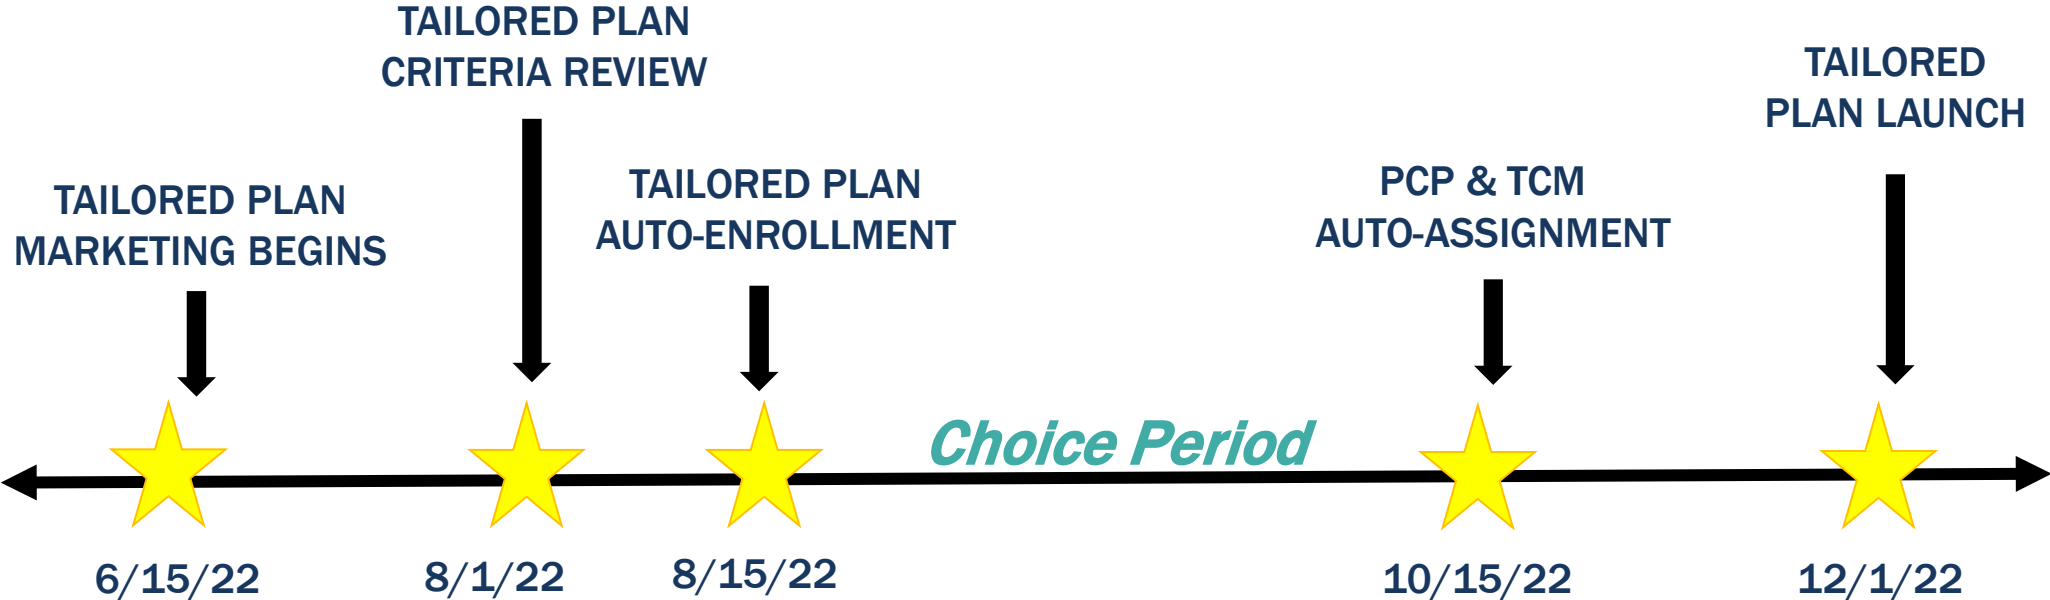 TAILORED PLAN
MARKETING BEGINS
TAILORED PLAN
CRITERIA REVIEW
TAILORED PLAN
AUTO-ENROLLMENT
PCP & TCM
AUTO-ASSIGNMENT
TAILORED
PLAN LAUNCH
Choice Period
6/15/22
8/1/22
8/15/22
10/15/22
12/1/22